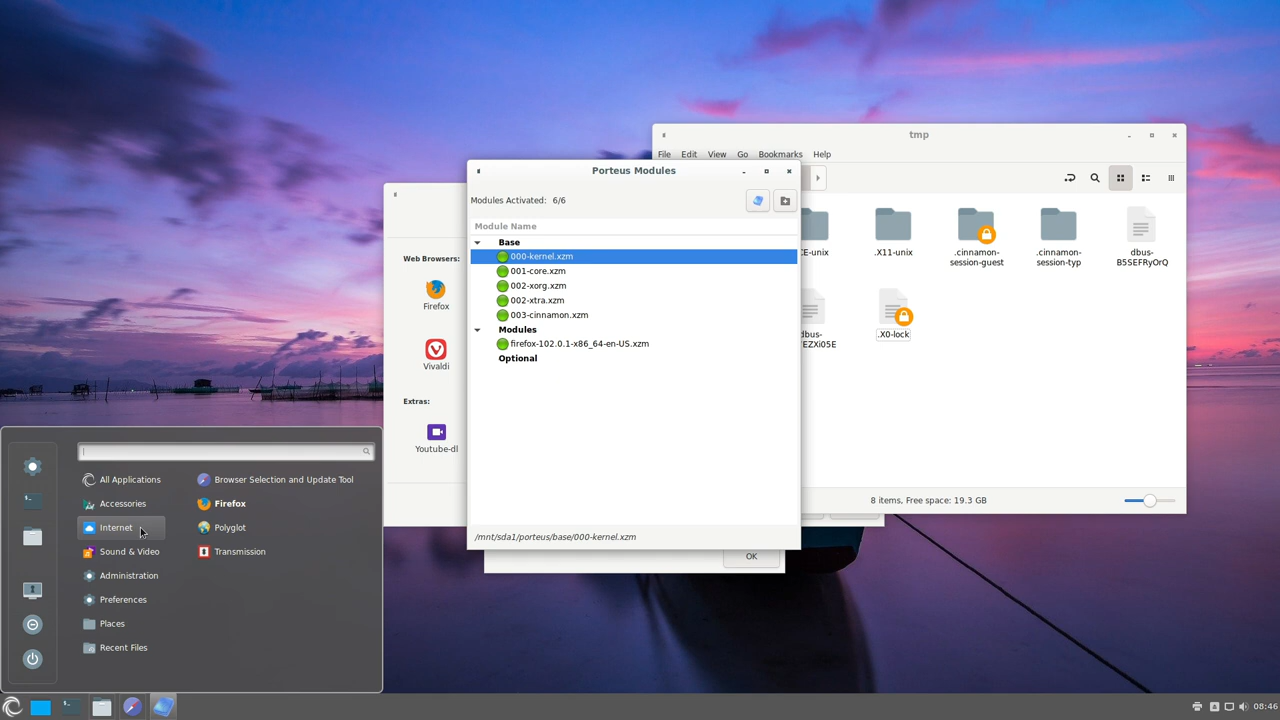 tmp
File Edit View Go Bookmarks Help
Porteus Modules
Modules Activated: 6/6
Module Name
Base
000-kernel.xzm
001-core.xzm
002-xorg.xzm
002-xtra.xzm
003-cinnamon.xzm
Modules
firefox-102.0.1-x86_64-en-US.xzm
Optional
/mnt/sda1/porteus/base/000-kernel.xzm
OK
CE-unix
.X11-unix
.cinnamon-
session-guest
.cinnamon-
session-typ
dbus-
B5SEFRyOrQ
dbus-
EZXi05E
.X0-lock
8 items, Free space: 19.3 GB
Web Browsers:
Firefox
Vivaldi
Extras:
Youtube-dl
All Applications
Accessories
Internet
Sound & Video
Administration
Preferences
Places
Recent Files
Browser Selection and Update Tool
Firefox
Polyglot
Transmission
08:46